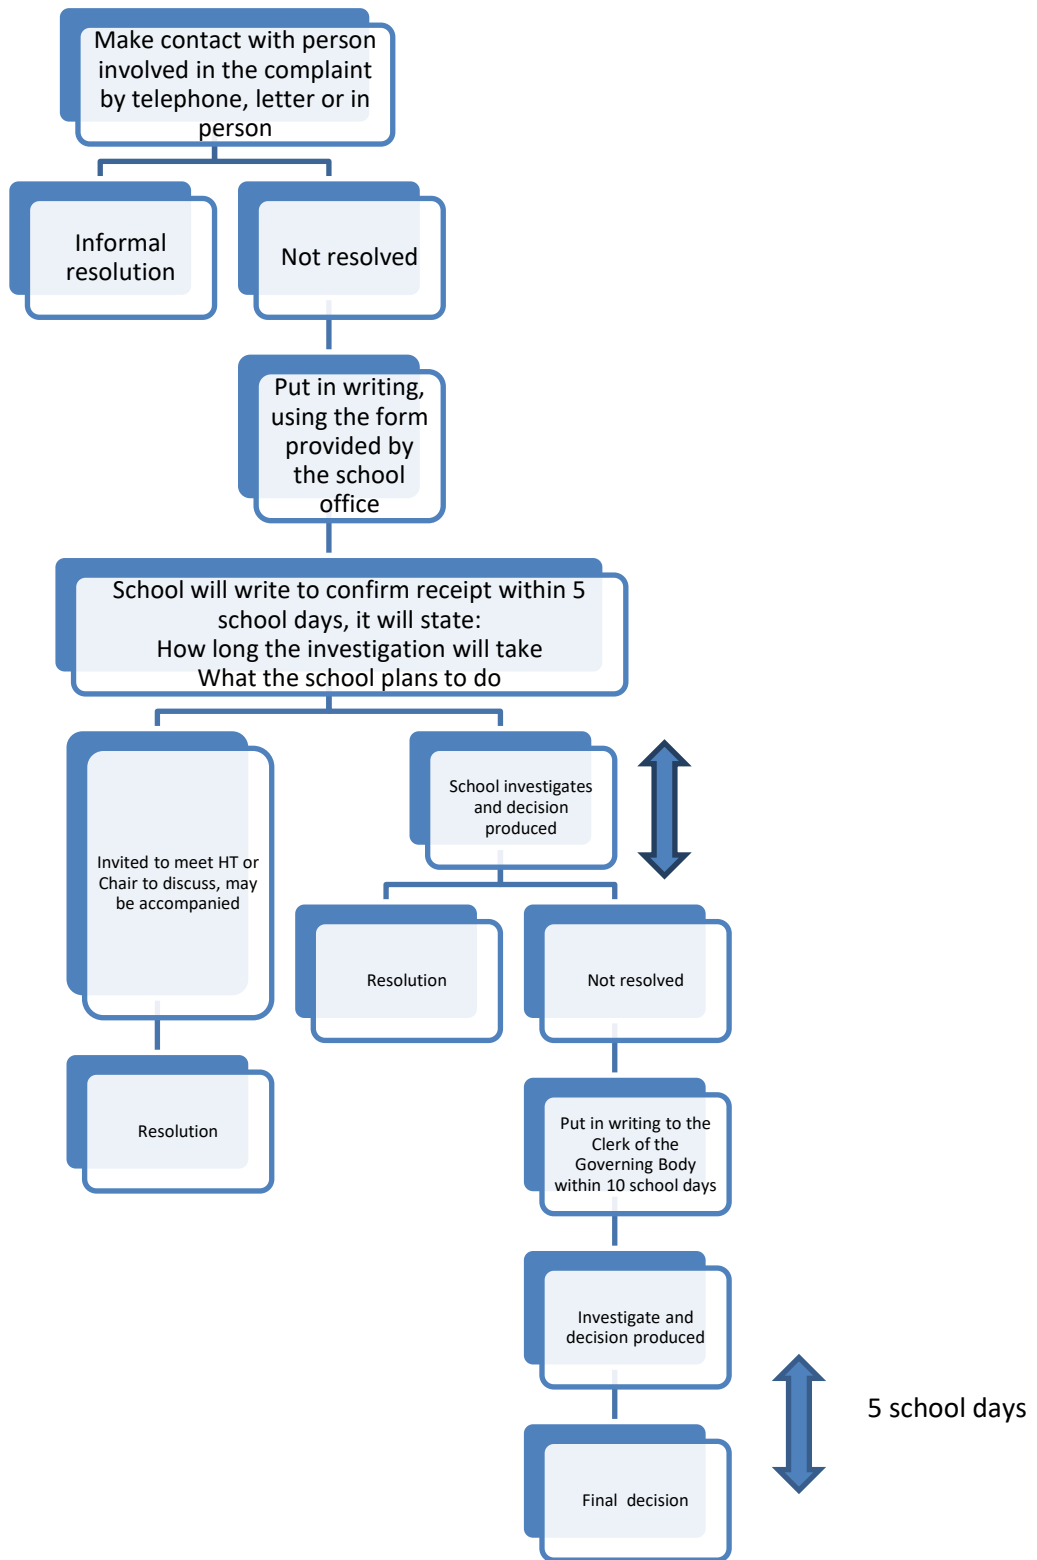 Make contact with person
involved in the complaint
by telephone, letter or in
person
Informal
resolution
Not resolved
Put in writing,
using the form
provided by
the school
office
School will write to confirm receipt within 5
school days, it will state:
How long the investigation will take
What the school plans to do
Invited to meet HT or
Chair to discuss, may
be accompanied
School investigates
and decision
produced
Resolution
Not resolved
Resolution
Put in writing to the
Clerk of the
Governing Body
within 10 school days
Investigate and
decision produced
5 school days
Final decision